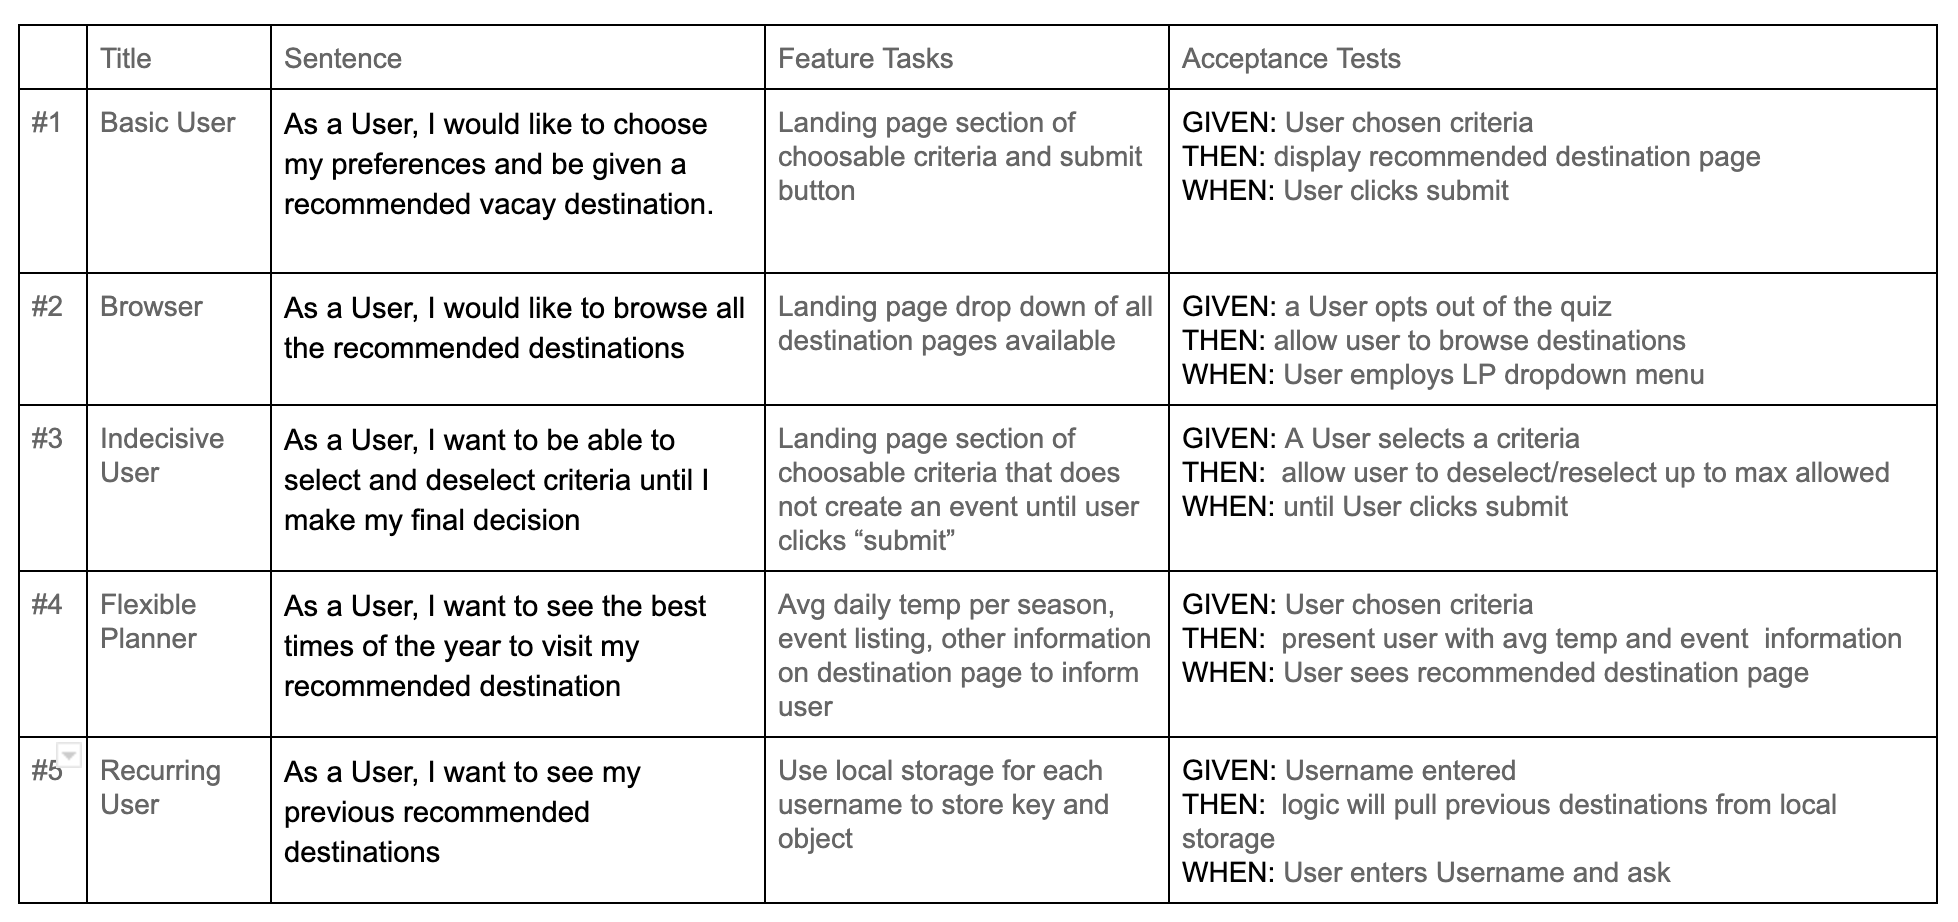 Title
Sentence
Feature Tasks
Acceptance Tests
#1
Basic User
As a User, I would like to choose
my preferences and be given a
recommended vacay destination.
Landing page section of
choosable criteria and submit
button
GIVEN: User chosen criteria
THEN: display recommended destination page
WHEN: User clicks submit
#2
Browser
As a User, I would like to browse all
the recommended destinations
Landing page drop down of all
destination pages available
GIVEN: a User opts out of the quiz
THEN: allow user to browse destinations
WHEN: User employs LP dropdown menu
#3
Indecisive
User
As a User, I want to be able to
select and deselect criteria until I
make my final decision
Landing page section of
choosable criteria that does
not create an event until user
clicks “submit”
GIVEN: A User selects a criteria
THEN:  allow user to deselect/reselect up to max allowed
WHEN: until User clicks submit
#4
Flexible
Planner
As a User, I want to see the best
times of the year to visit my
recommended destination
Avg daily temp per season,
event listing, other information
on destination page to inform
user
GIVEN: User chosen criteria
THEN:  present user with avg temp and event  information
WHEN: User sees recommended destination page
#5
Recurring
User
As a User, I want to see my
previous recommended
destinations
Use local storage for each
username to store key and
object
GIVEN: Username entered
THEN:  logic will pull previous destinations from local
storage
WHEN: User enters Username and ask